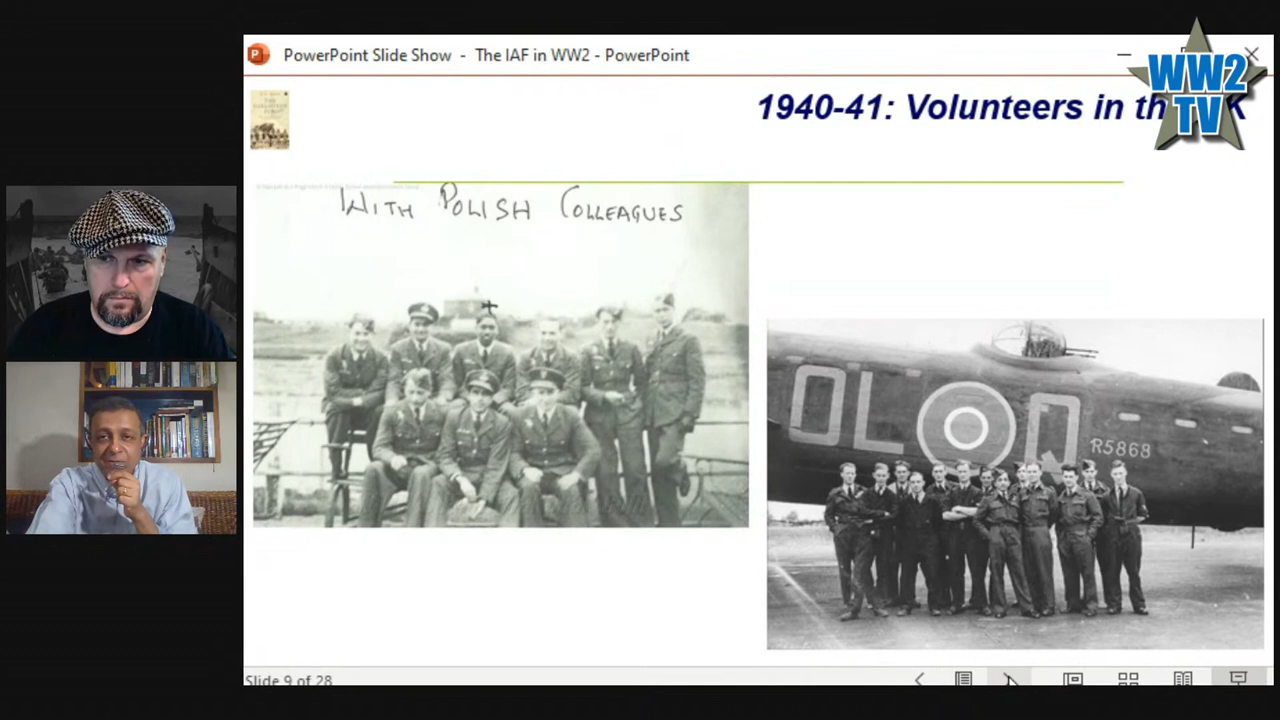 PowerPoint Slide Show - The IAF in WW2 - PowerPoint
WW2
TV
1940-41: Volunteers in th
WITH POLISH COLLEAGUES
OL Q
R5868
Slide 9 of 28